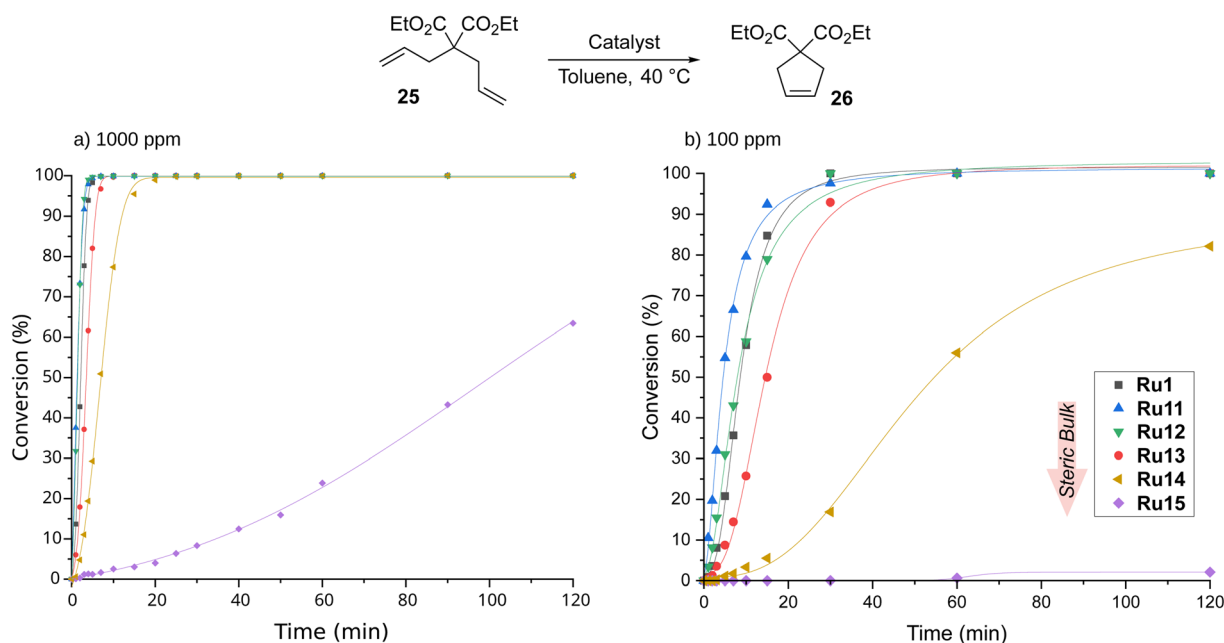 EtO2C CO2Et
25
Catalyst
Toluene, 40 °C
EtO2C CO2Et
26
a) 1000 ppm
Conversion (%)
100
90
80
70
60
50
40
30
20
10
0
0 20 40 60 80 100 120
Time (min)
b) 100 ppm
Conversion (%)
100
90
80
70
60
50
40
30
20
10
0
0 20 40 60 80 100 120
Time (min)
Steric Bulk
Ru1
Ru11
Ru12
Ru13
Ru14
Ru15